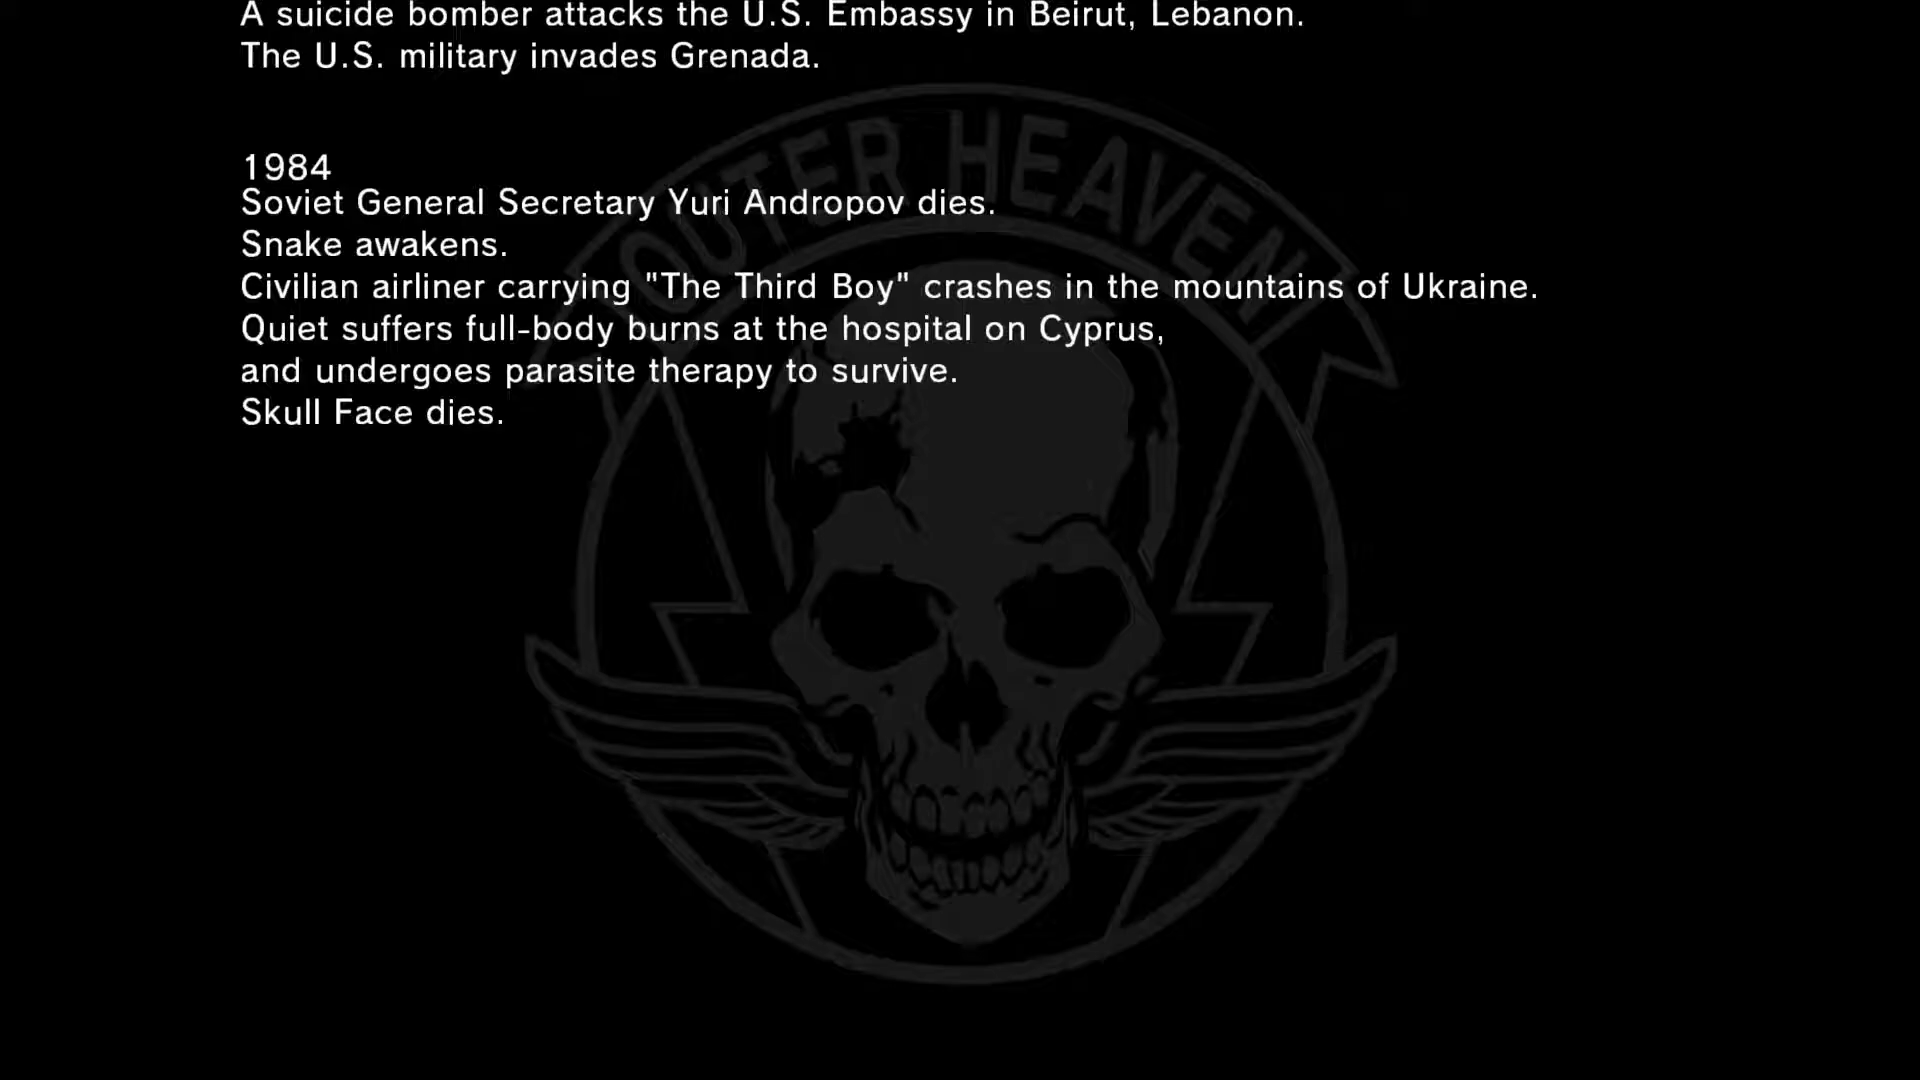 A suicide bomber attacks the U.S. Embassy in Beirut, Lebanon.
The U.S. military invades Grenada.
OUTER HEAVEN
1984
Soviet General Secretary Yuri Andropov dies.
Snake awakens.
Civilian airliner carrying "The Third Boy" crashes in the mountains of Ukraine.
Quiet suffers full-body burns at the hospital on Cyprus,
and undergoes parasite therapy to survive.
Skull Face dies.